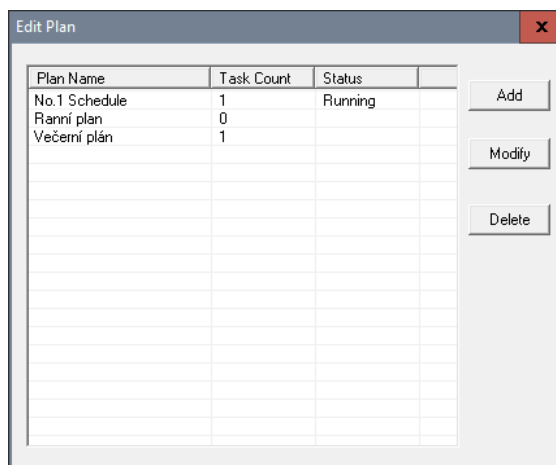 Edit Plan x
Plan Name Task Count Status
No.1 Schedule 1 Running
Ranní plan 0
Večerní plán 1
Add
Modify
Delete